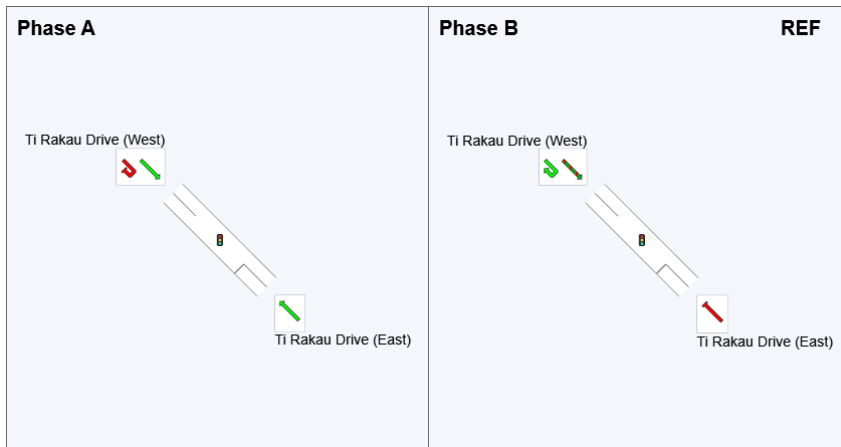 Phase A
Ti Rakau Drive (West)
Ti Rakau Drive (East)
Phase B
REF
Ti Rakau Drive (West)
Ti Rakau Drive (East)